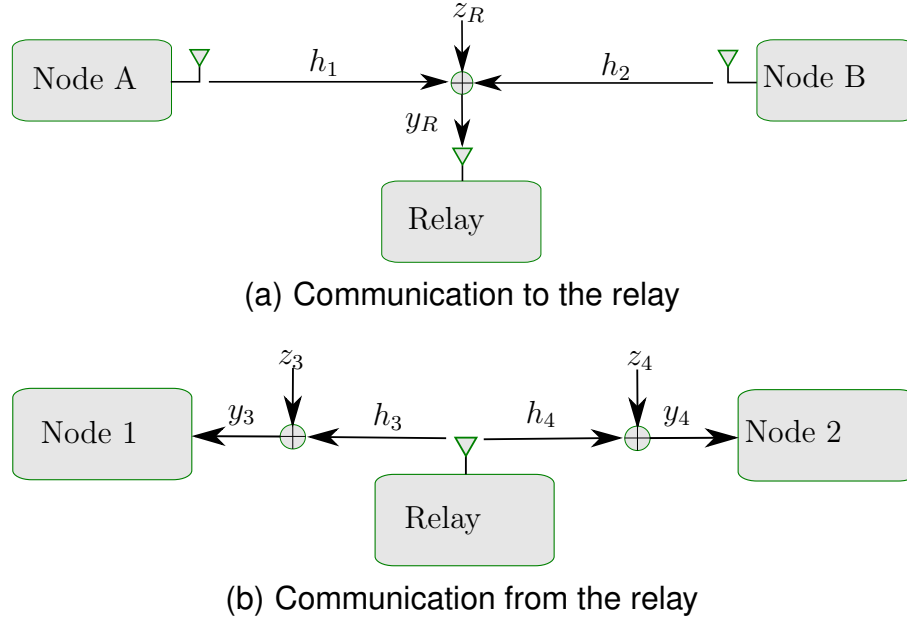 z_R
Node A
h_1
h_2
Node B
y_R
Relay
(a) Communication to the relay
z_3
z_4
Node 1
y_3
h_3
h_4
y_4
Node 2
Relay
(b) Communication from the relay